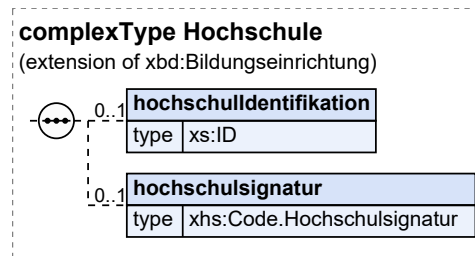 complexType Hochschule
(extension of xbd:Bildungseinrichtung)
0..1
hochschulIdentifikation
type xs:ID
0..1
hochschulsignatur
type xhs:Code.Hochschulsignatur